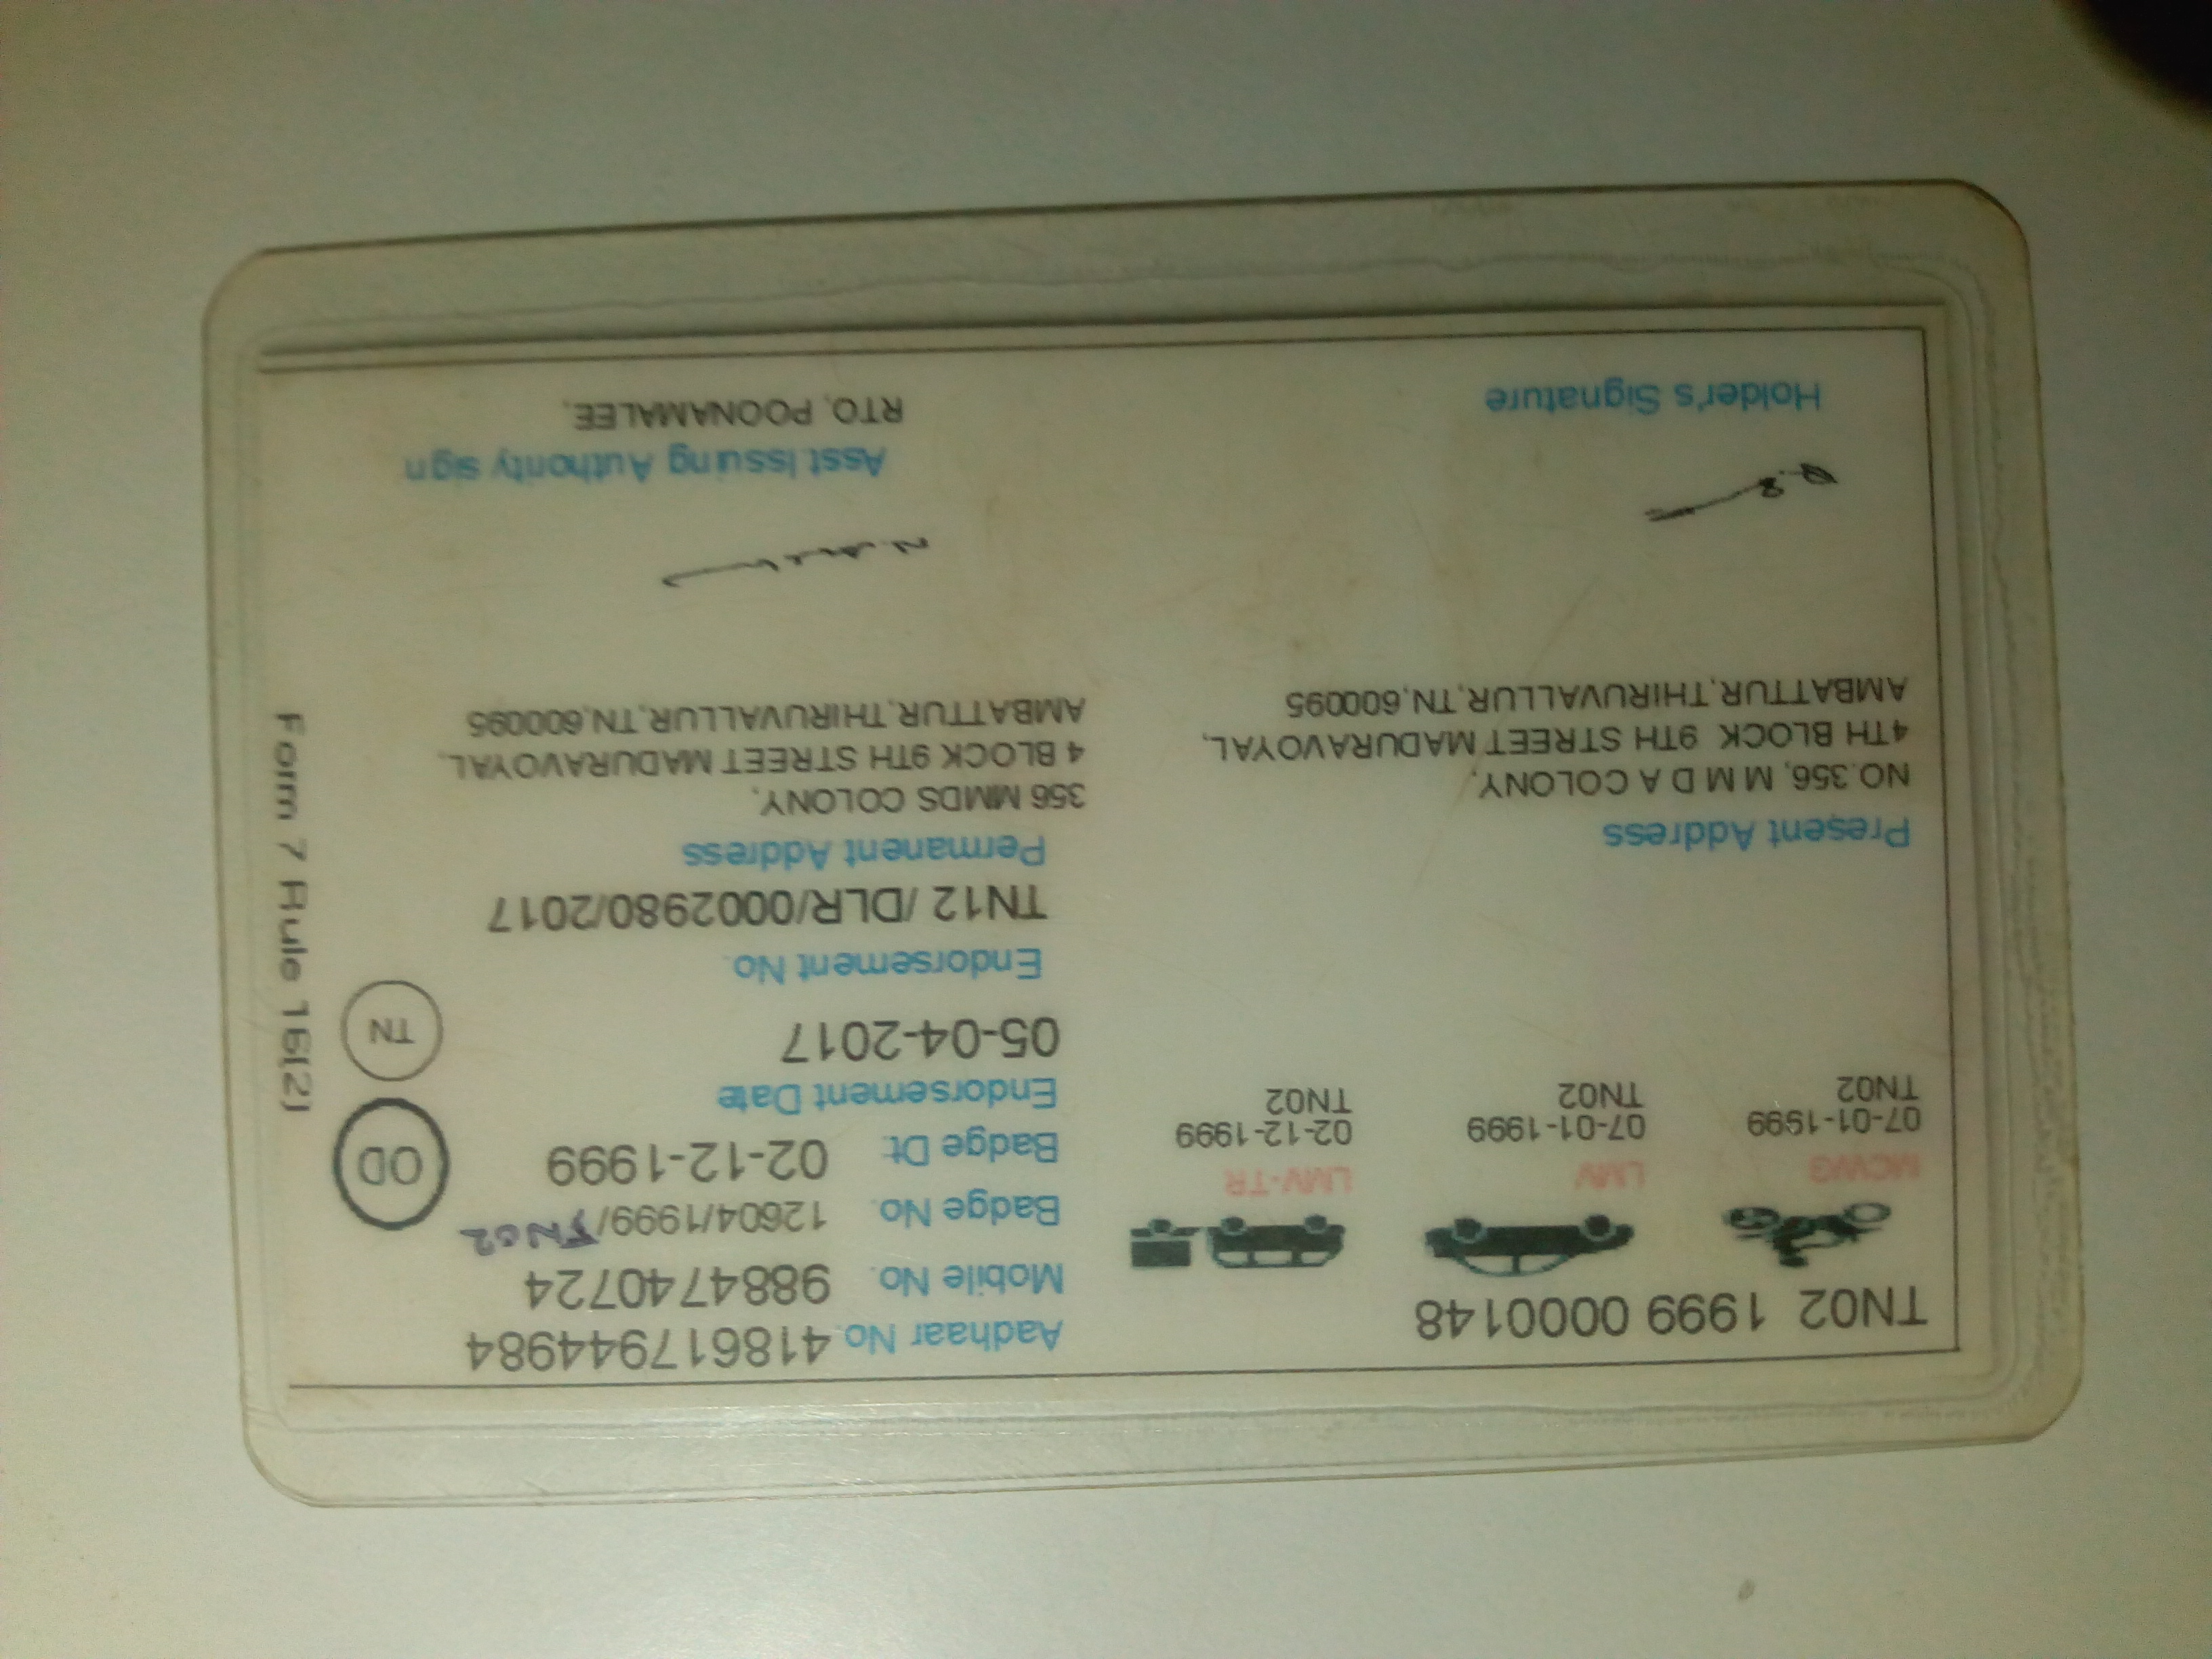 TN02 1999 0000148
MCWG
07-01-1999
TN02
LMV
07-01-1999
TN02
LMV-TR
02-12-1999
TN02
Present Address
NO.356, M M D A COLONY,
4TH BLOCK 9TH STREET MADURAVOYAL,
AMBATTUR,THIRUVALLUR,TN,600095
Holder's Signature
Aadhaar No. 418617944984
Mobile No. 9884740724
Badge No. 12604/1999/TN02
Badge Dt. 02-12-1999
Endorsement Date
05-04-2017
Endorsement No.
TN12 /DLR/0002980/2017
Permanent Address
356 MMDS COLONY,
4 BLOCK 9TH STREET MADURAVOYAL,
AMBATTUR,THIRUVALLUR,TN,600095
Asst Issuing Authority sign
RTO, POONAMALEE,
OD
TN
Form 7 Rule 16(2)